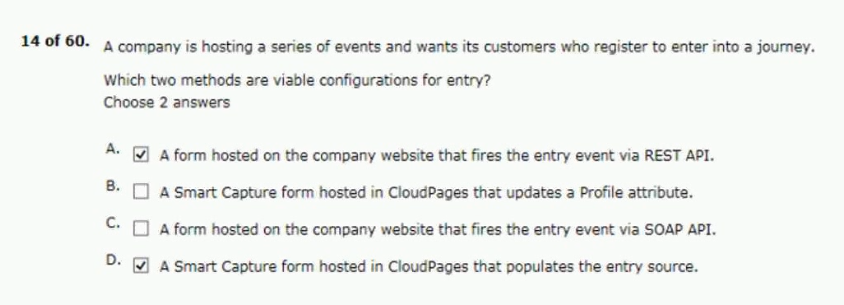 14 of 60. A company is hosting a series of events and wants its customers who register to enter into a journey.
Which two methods are viable configurations for entry?
Choose 2 answers
A. A form hosted on the company website that fires the entry event via REST API.
B. A Smart Capture form hosted in CloudPages that updates a Profile attribute.
C. A form hosted on the company website that fires the entry event via SOAP API.
D. A Smart Capture form hosted in CloudPages that populates the entry source.